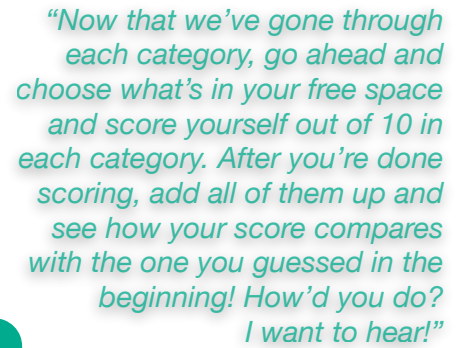 “Now that we’ve gone through
each category, go ahead and
choose what’s in your free space
and score yourself out of 10 in
each category. After you’re done
scoring, add all of them up and
see how your score compares
with the one you guessed in the
beginning! How’d you do?
I want to hear!”